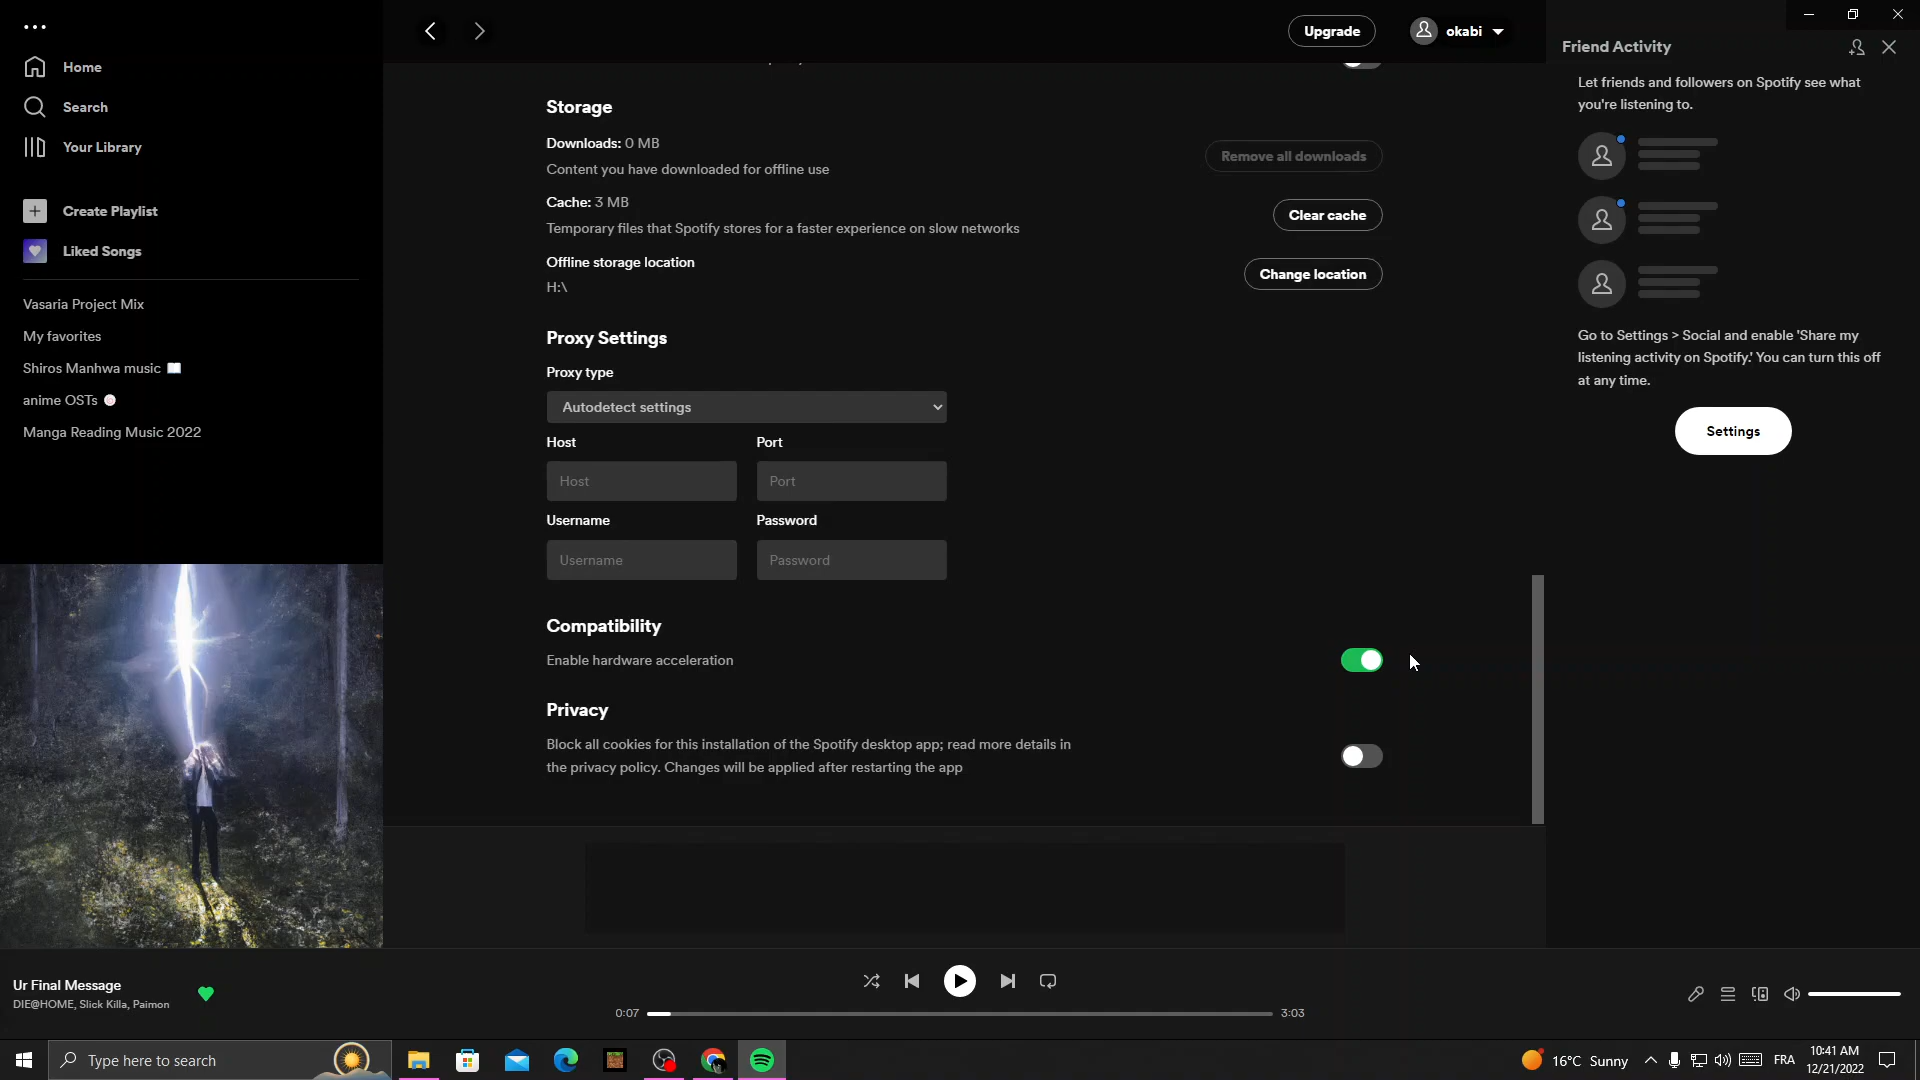 Upgrade
okabi
Home
Search
Your Library
Create Playlist
Liked Songs
Vasaria Project Mix
My favorites
Shiros Manhwa music
anime OSTs
Manga Reading Music 2022
Storage
Downloads: 0 MB
Content you have downloaded for offline use
Remove all downloads
Cache: 3 MB
Temporary files that Spotify stores for a faster experience on slow networks
Clear cache
Offline storage location
H:\
Change location
Proxy Settings
Proxy type
Autodetect settings
Host Port
Host Port
Username Password
Username Password
Compatibility
Enable hardware acceleration
Privacy
Block all cookies for this installation of the Spotify desktop app; read more details in
the privacy policy. Changes will be applied after restarting the app
Friend Activity
Let friends and followers on Spotify see what
you're listening to.
Go to Settings > Social and enable 'Share my
listening activity on Spotify.' You can turn this off
at any time.
Settings
Ur Final Message
DIE@HOME, Slick Killa, Paimon
0:07
3:03
Type here to search
16°C Sunny
FRA
10:41 AM
12/21/2022